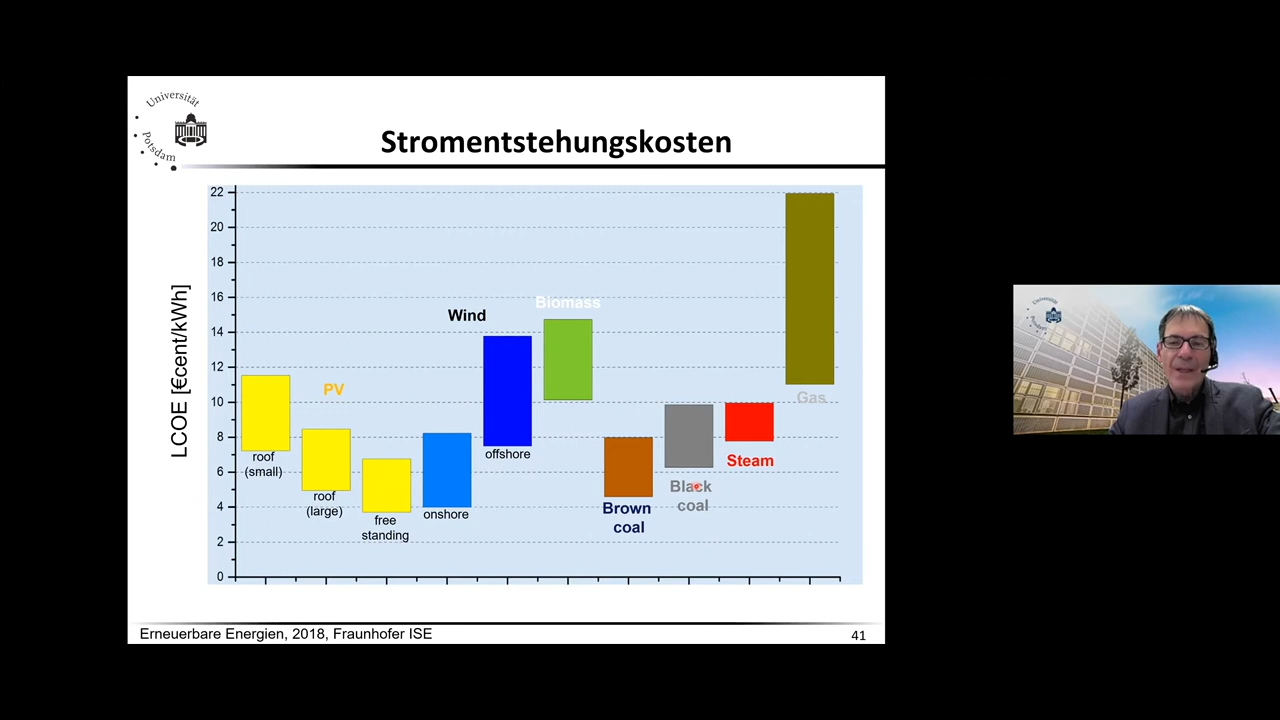 Universität
Potsdam
Stromentstehungskosten
LCOE [€cent/kWh]
22
20
18
16
14
12
10
8
6
4
2
0
PV
roof
(small)
roof
(large)
free
standing
Wind
onshore
offshore
Biomass
Brown
coal
Black
coal
Steam
Gas
Erneuerbare Energien, 2018, Fraunhofer ISE
41
Universität
Potsdam